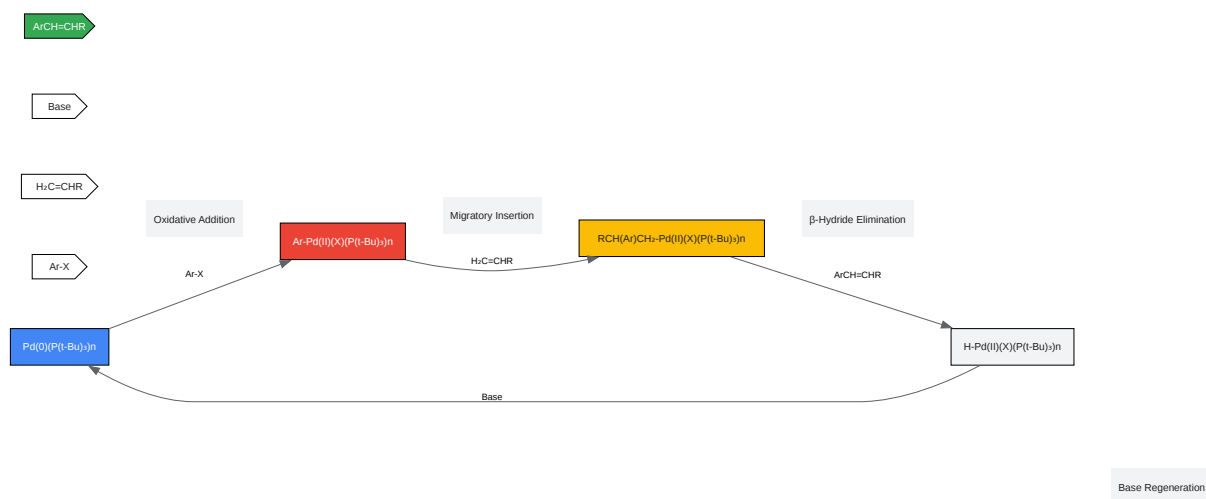 ArCH=CHR
Base
H₂C=CHR
Ar-X
Oxidative Addition
Migratory Insertion
β-Hydride Elimination
Ar-Pd(II)(X)(P(t-Bu)₃)n
RCH(Ar)CH₂-Pd(II)(X)(P(t-Bu)₃)n
H₂C=CHR
Ar-X
ArCH=CHR
Pd(0)(P(t-Bu)₃)n
H-Pd(II)(X)(P(t-Bu)₃)n
Base
Base Regeneration